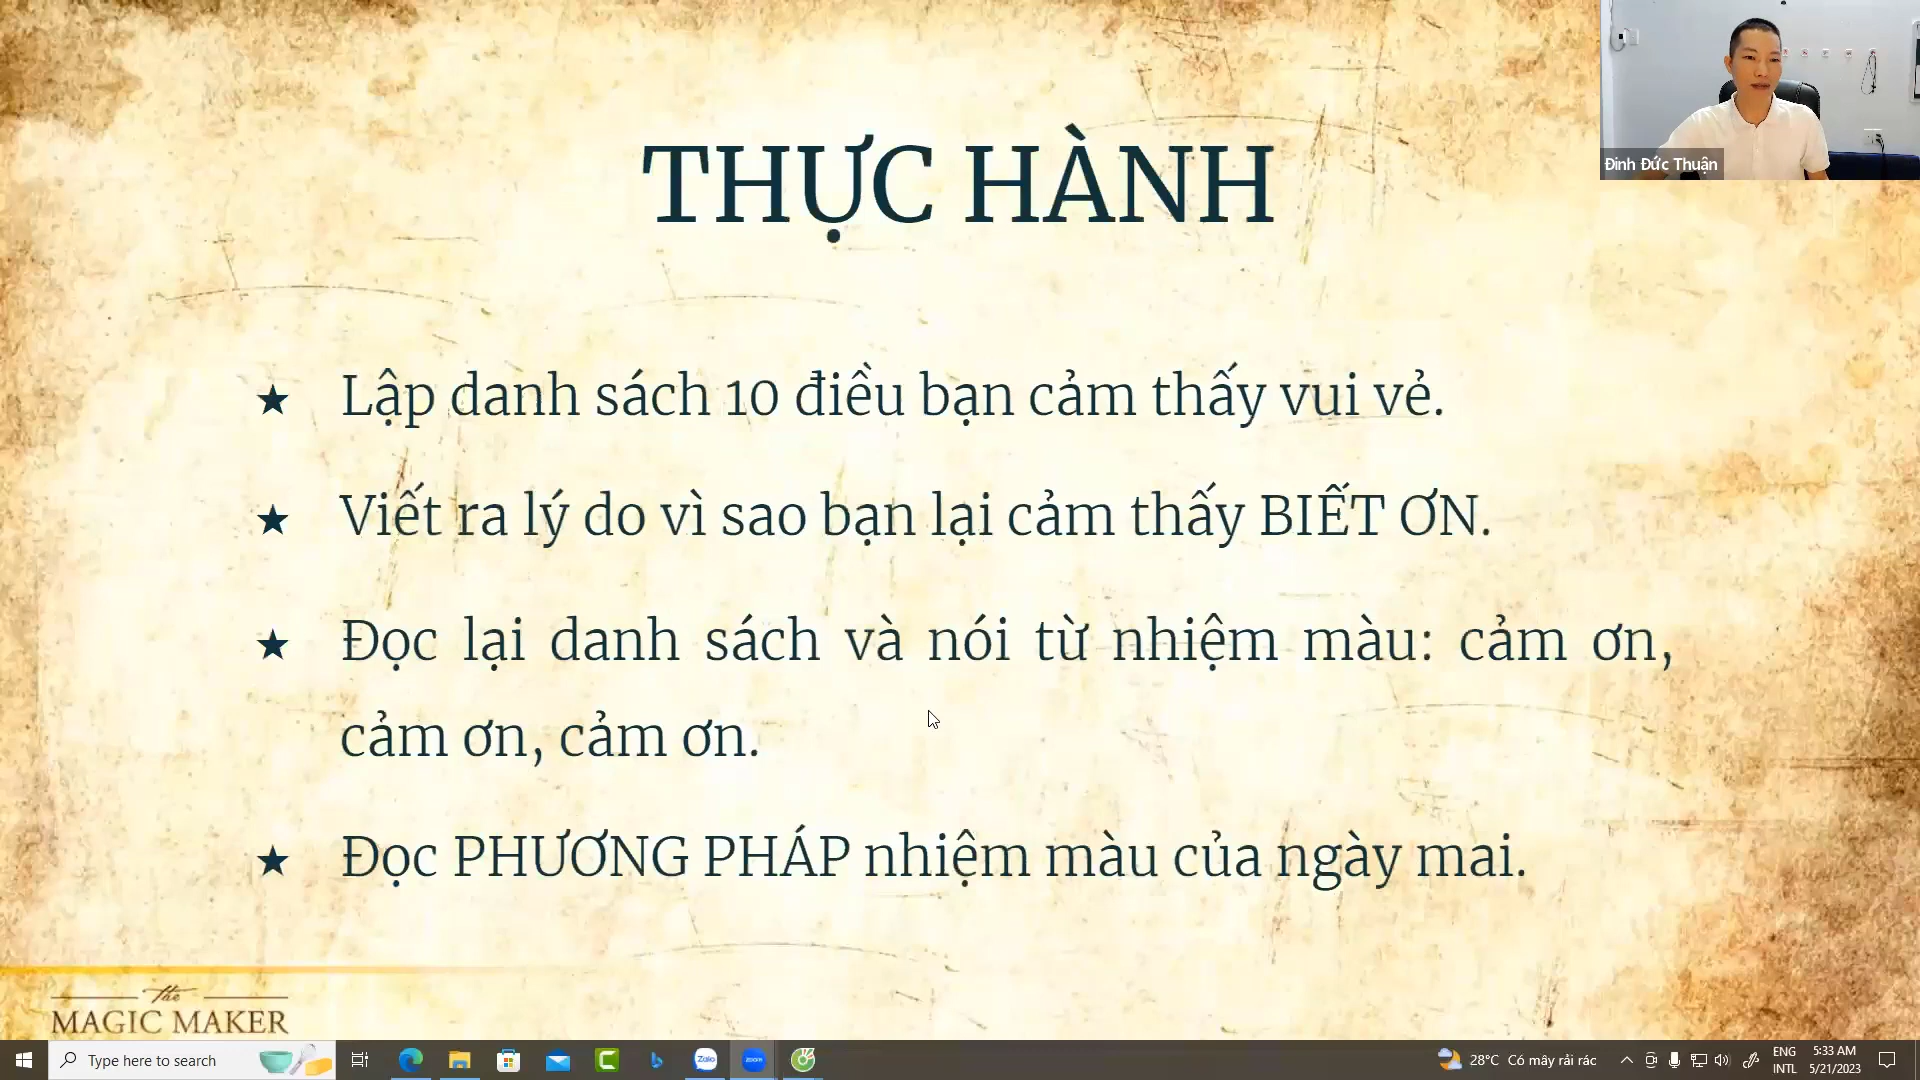 Đinh Đức Thuận
THỰC HÀNH
★ Lập danh sách 10 điều bạn cảm thấy vui vẻ.
★ Viết ra lý do vì sao bạn lại cảm thấy BIẾT ƠN.
★ Đọc lại danh sách và nói từ nhiệm màu: cảm ơn,
cảm ơn, cảm ơn.
★ Đọc PHƯƠNG PHÁP nhiệm màu của ngày mai.
The
MAGIC MAKER
Type here to search
Zalo
zoom
28°C Có mây rải rác
ENG
INTL
5:33 AM
5/21/2023